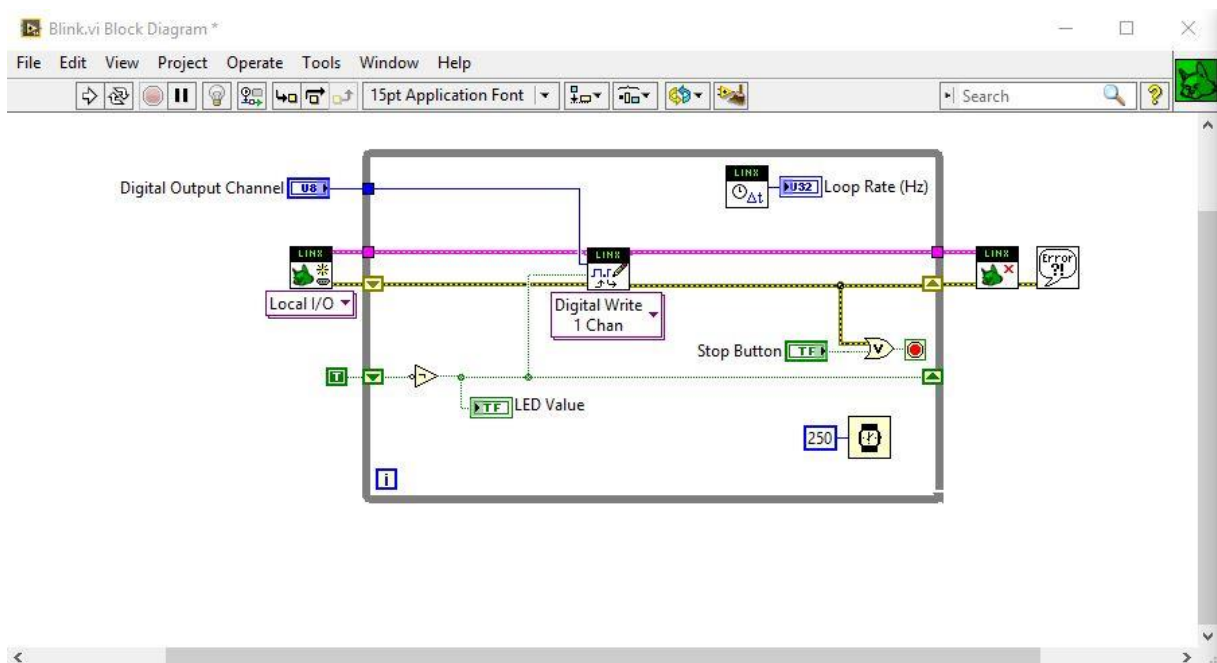 Blink.vi Block Diagram *
File Edit View Project Operate Tools Window Help
15pt Application Font
Search
Digital Output Channel U8
LINX
Δt
U32 Loop Rate (Hz)
LINX
Local I/O
LINX
Digital Write
1 Chan
LINX
Error
?!
Stop Button TF
V
T
TF LED Value
250
i